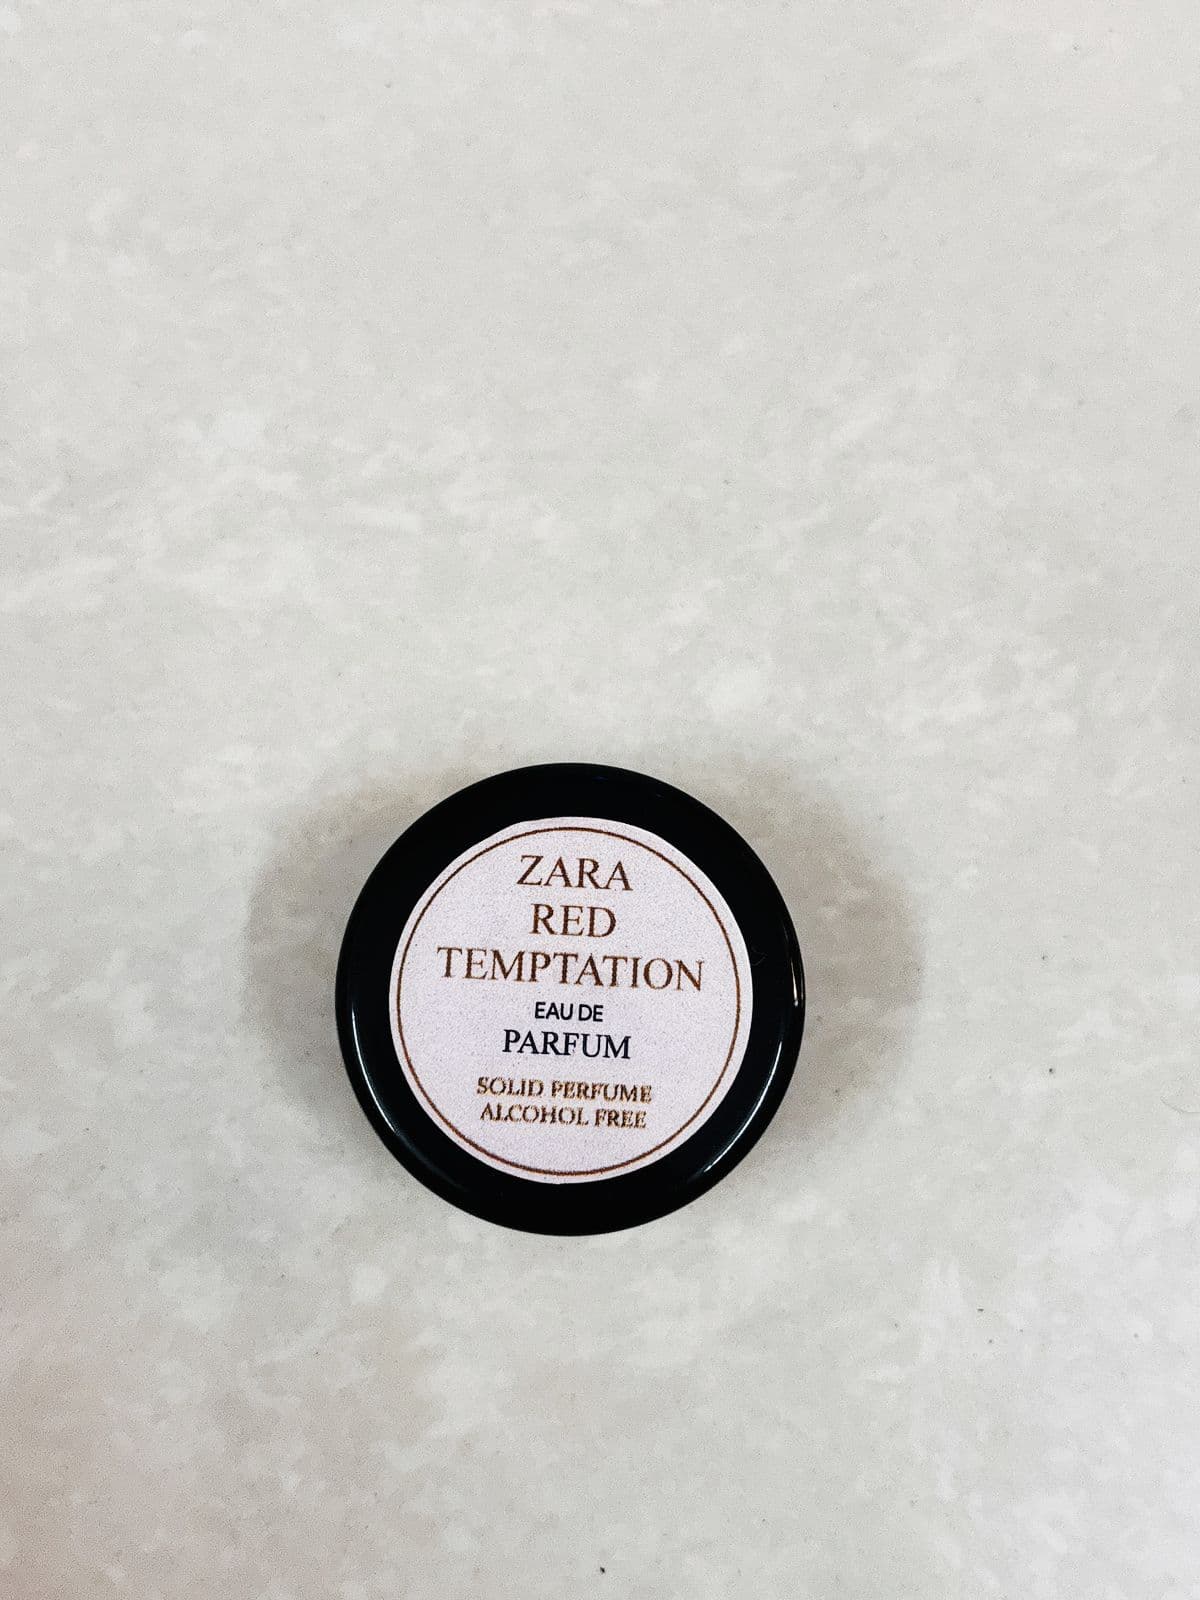 ZARA
RED
TEMPTATION
EAU DE
PARFUM
SOLID PERFUME
ALCOHOL FREE